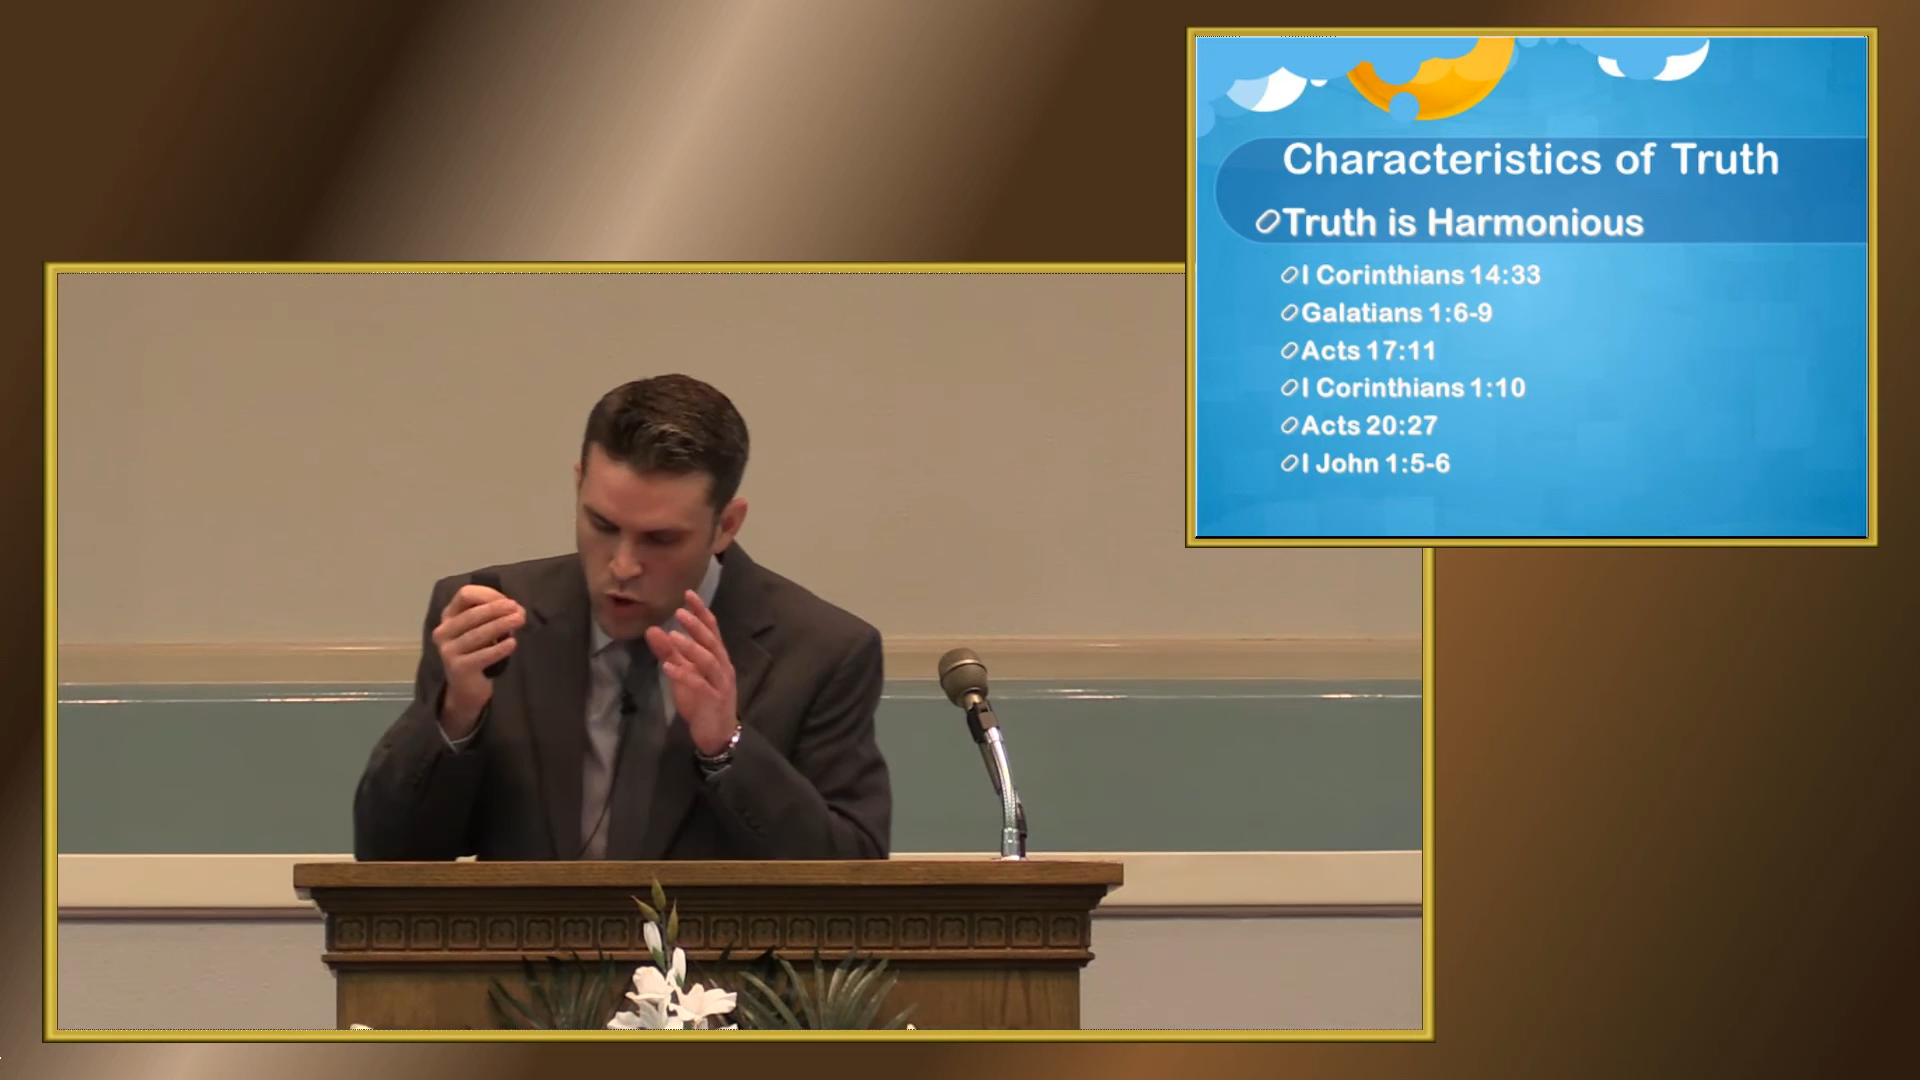 Characteristics of Truth
Truth is Harmonious
I Corinthians 14:33
Galatians 1:6-9
Acts 17:11
I Corinthians 1:10
Acts 20:27
I John 1:5-6